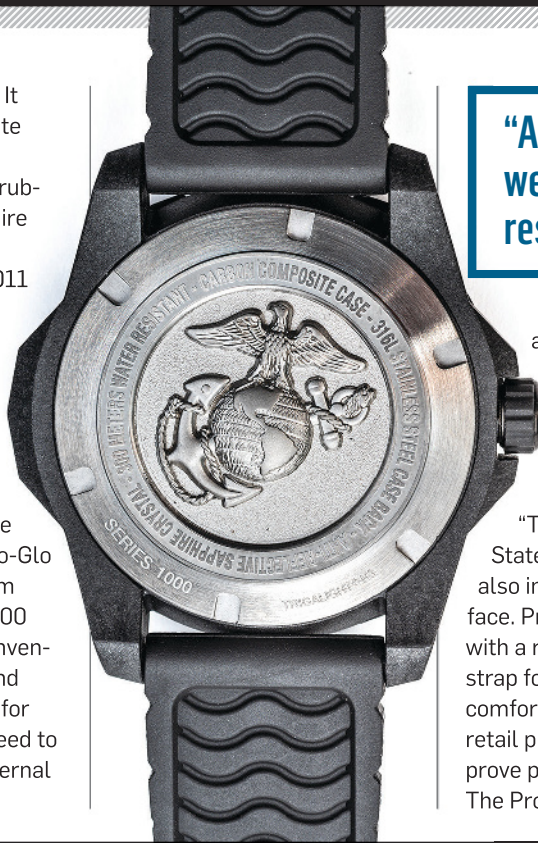 It
te
rub-
ire
011
e
o-Glo
m
00
nven-
nd
for
eed to
ernal
300 METERS WATER RESISTANT - CARBON COMPOSITE CASE - 316L STAINLESS STEEL CASE BACK - ANTI-REFLECTIVE SAPPHIRE CRYSTAL -
SERIES 1000
“A
we
res
a
“T
State
also in
face. Pr
with a r
strap fo
comfor
retail p
prove p
The Pro